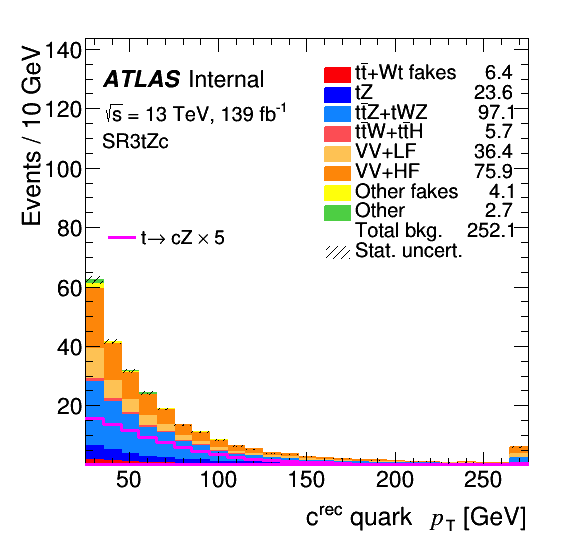 140
120
100
80
60
40
20
Events / 10 GeV
ATLAS Internal
√s = 13 TeV, 139 fb⁻¹
SR3tZc
t→ cZ × 5
tt̄+Wt fakes 6.4
tZ 23.6
tt̄Z+tWZ 97.1
tt̄W+tt̄H 5.7
VV+LF 36.4
VV+HF 75.9
Other fakes 4.1
Other 2.7
Total bkg. 252.1
Stat. uncert.
50 100 150 200 250
c^rec quark p_T [GeV]